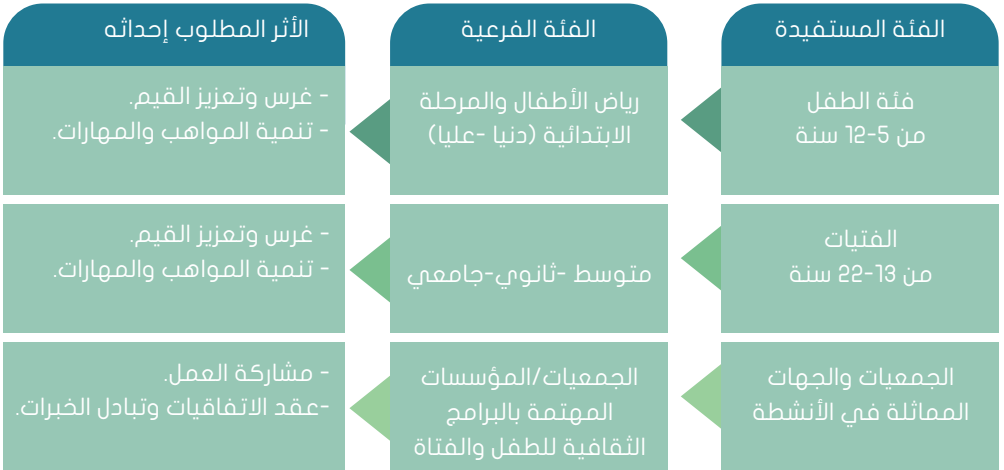 الفئة المستفيدة
الفئة الفرعية
الأثر المطلوب إحداثه
فئة الطفل
من 5-12 سنة
رياض الأطفال والمرحلة
الابتدائية (دنيا -عليا)
- غرس وتعزيز القيم.
- تنمية المواهب والمهارات.
الفتيات
من 13-22 سنة
متوسط -ثانوي-جامعي
- غرس وتعزيز القيم.
- تنمية المواهب والمهارات.
الجمعيات والجهات
المماثلة في الأنشطة
الجمعيات/المؤسسات
المهتمة بالبرامج
الثقافية للطفل والفتاة
- مشاركة العمل.
-عقد الاتفاقيات وتبادل الخبرات.